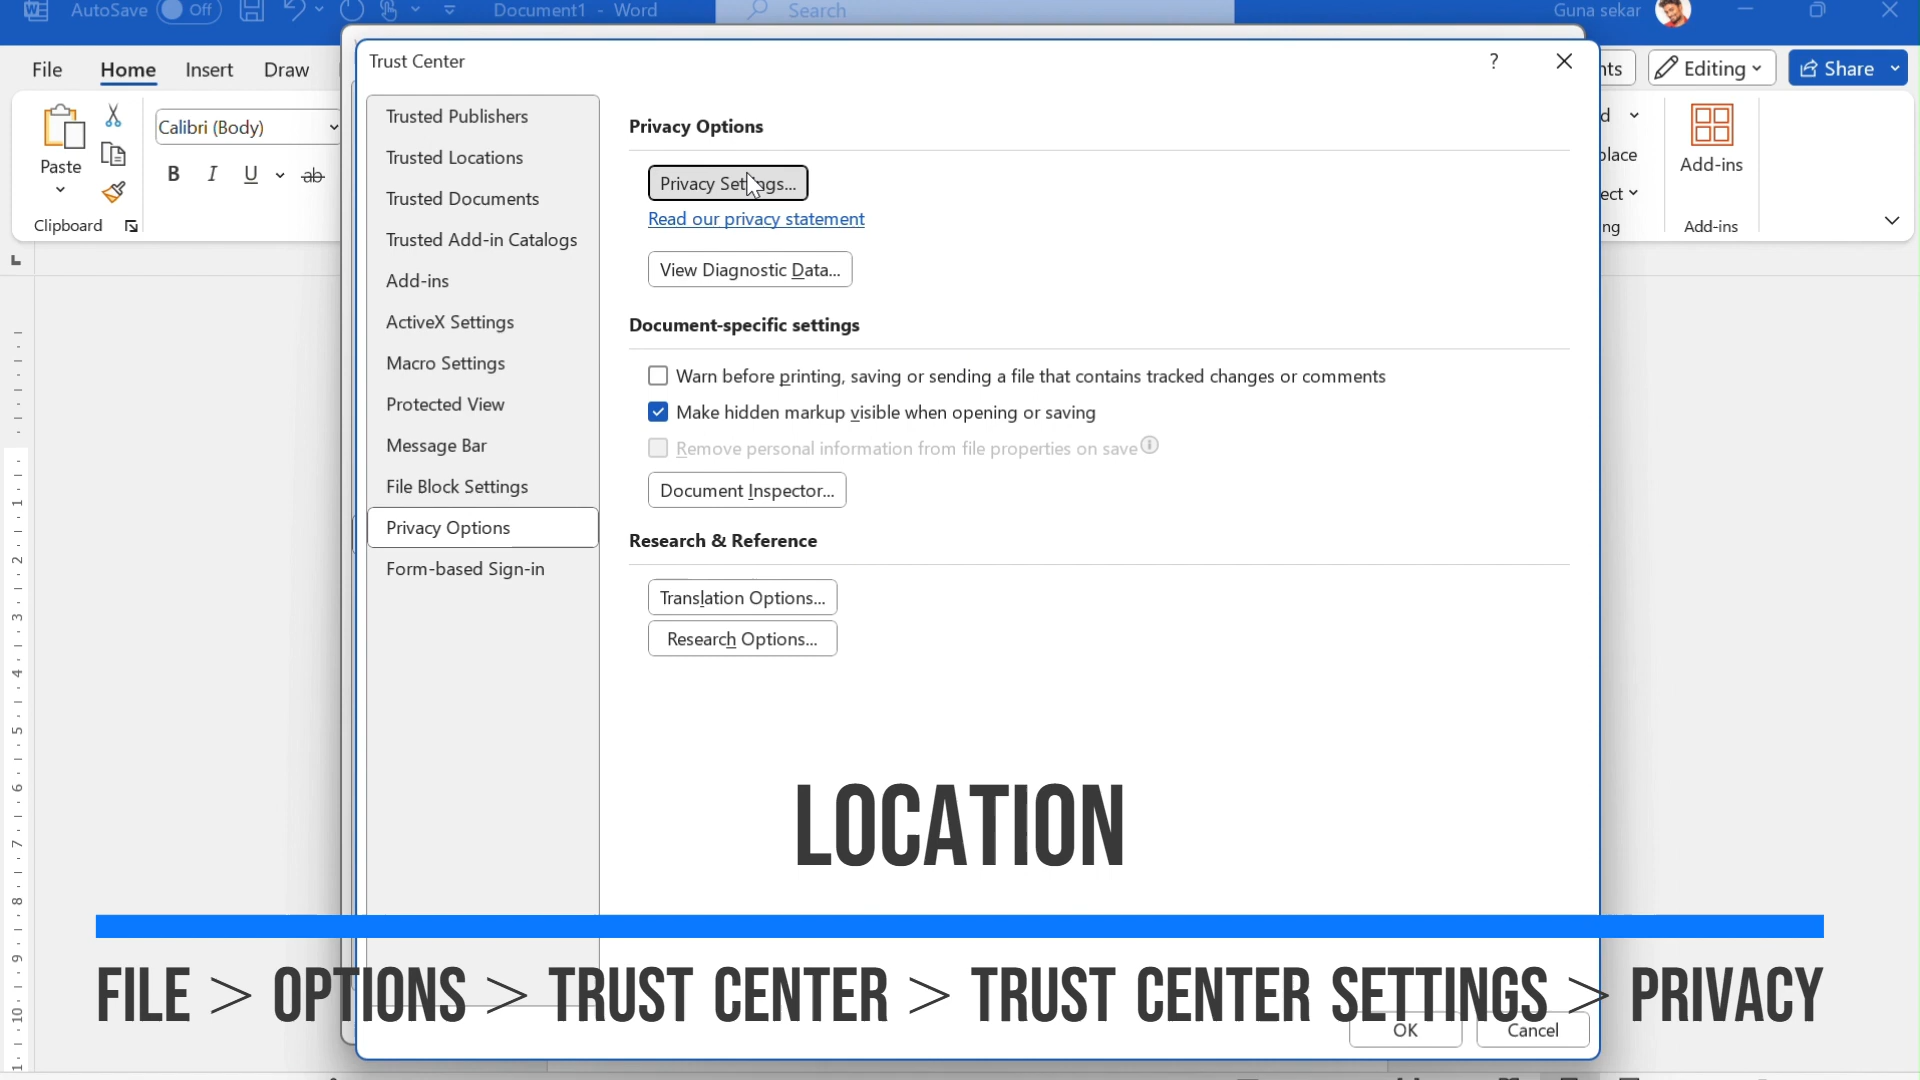 AutoSave Off Document1 - Word Search Guna sekar
File Home Insert Draw Editing Share
Trust Center ?
Paste
Calibri (Body)
B I U ab
Clipboard
Add-ins
Add-ins
Trusted Publishers
Trusted Locations
Trusted Documents
Trusted Add-in Catalogs
Add-ins
ActiveX Settings
Macro Settings
Protected View
Message Bar
File Block Settings
Privacy Options
Form-based Sign-in
Privacy Options
Privacy Settings...
Read our privacy statement
View Diagnostic Data...
Document-specific settings
Warn before printing, saving or sending a file that contains tracked changes or comments
Make hidden markup visible when opening or saving
Remove personal information from file properties on save
Document Inspector...
Research & Reference
Translation Options...
Research Options...
LOCATION
FILE > OPTIONS > TRUST CENTER > TRUST CENTER SETTINGS > PRIVACY
OK Cancel